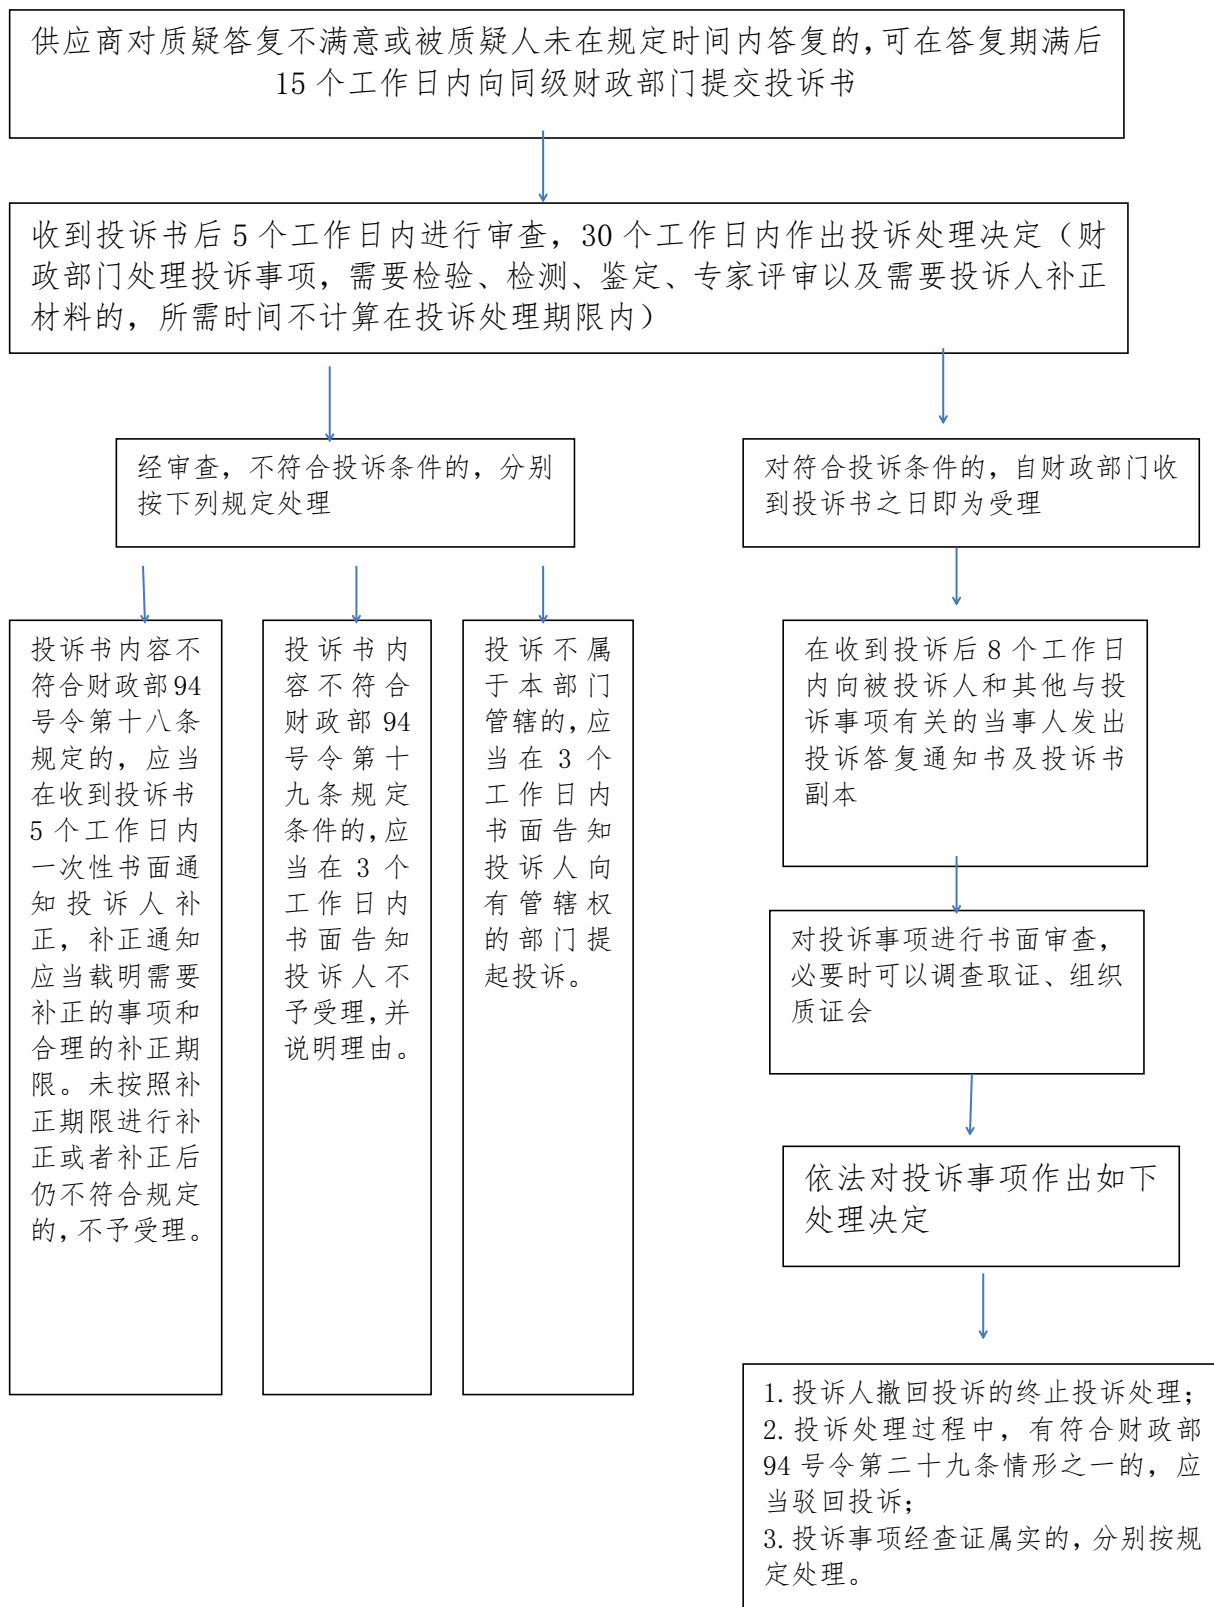 供应商对质疑答复不满意或被质疑人未在规定时间内答复的,可在答复期满后
15个工作日内向同级财政部门提交投诉书
收到投诉书后5个工作日内进行审查，30个工作日内作出投诉处理决定（财
政部门处理投诉事项，需要检验、检测、鉴定、专家评审以及需要投诉人补正
材料的，所需时间不计算在投诉处理期限内）
经审查，不符合投诉条件的，分别
按下列规定处理
对符合投诉条件的，自财政部门收
到投诉书之日即为受理
投诉书内容不
符合财政部94
号令第十八条
规定的，应当
在收到投诉书
5个工作日内
一次性书面通
知投诉人补
正，补正通知
应当载明需要
补正的事项和
合理的补正期
限。未按照补
正期限进行补
正或者补正后
仍不符合规定
的,不予受理。
投诉书内
容不符合
财政部94
号令第十
九条规定
条件的,应
当在3个
工作日内
书面告知
投诉人不
予受理,并
说明理由。
投诉不属
于本部门
管辖的,应
当在3个
工作日内
书面告知
投诉人向
有管辖权
的部门提
起投诉。
在收到投诉后8个工作日
内向被投诉人和其他与投
诉事项有关的当事人发出
投诉答复通知书及投诉书
副本
对投诉事项进行书面审查，
必要时可以调查取证、组织
质证会
依法对投诉事项作出如下
处理决定
1.投诉人撤回投诉的终止投诉处理；
2.投诉处理过程中，有符合财政部
94号令第二十九条情形之一的，应
当驳回投诉；
3.投诉事项经查证属实的,分别按规
定处理。